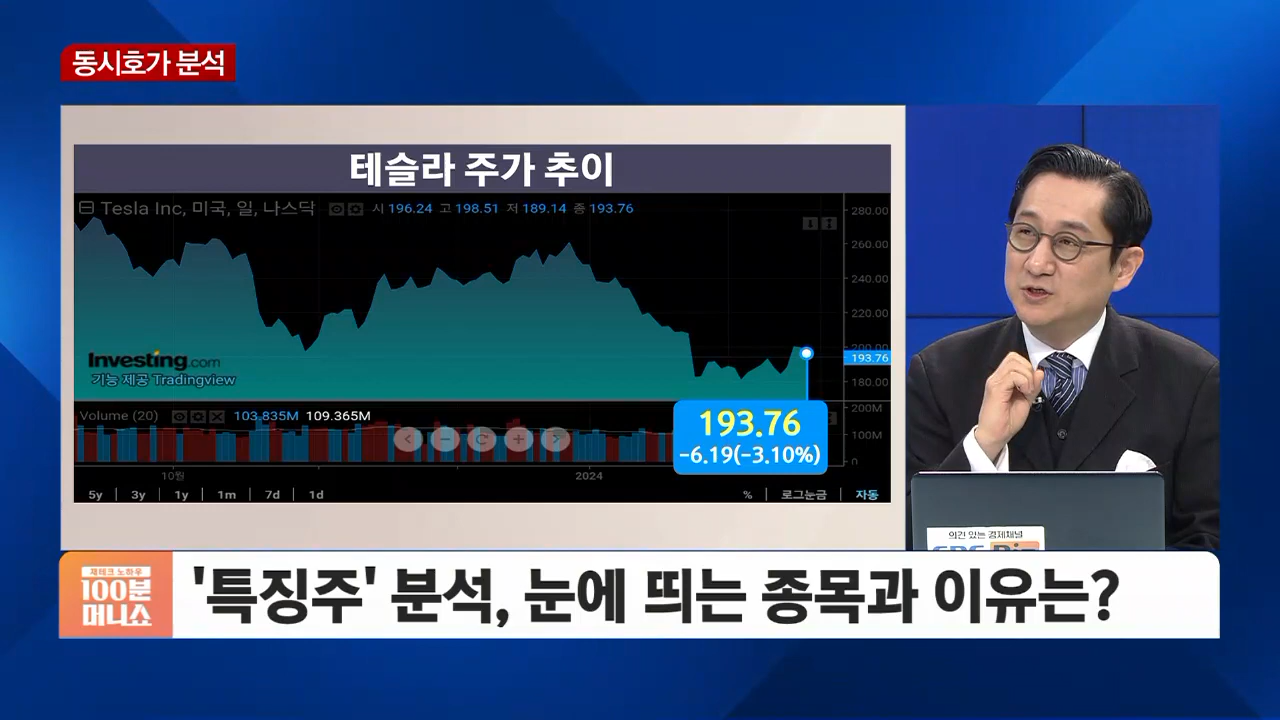 동시호가 분석
테슬라 주가 추이
Tesla Inc, 미국, 일, 나스닥 시 196.24 고 198.51 저 189.14 종 193.76
280.00
260.00
240.00
220.00
200.00
193.76
180.00
Investing.com
기능 제공 Tradingview
Volume (20) 103.835M 109.365M
200M
100M
0
193.76
-6.19(-3.10%)
10월
2024
5y 3y 1y 1m 7d 1d % 로그눈금 자동
의긴 있는 경제채널
SBS Biz
재테크 노하우
100분
머니쇼
'특징주' 분석, 눈에 띄는 종목과 이유는?